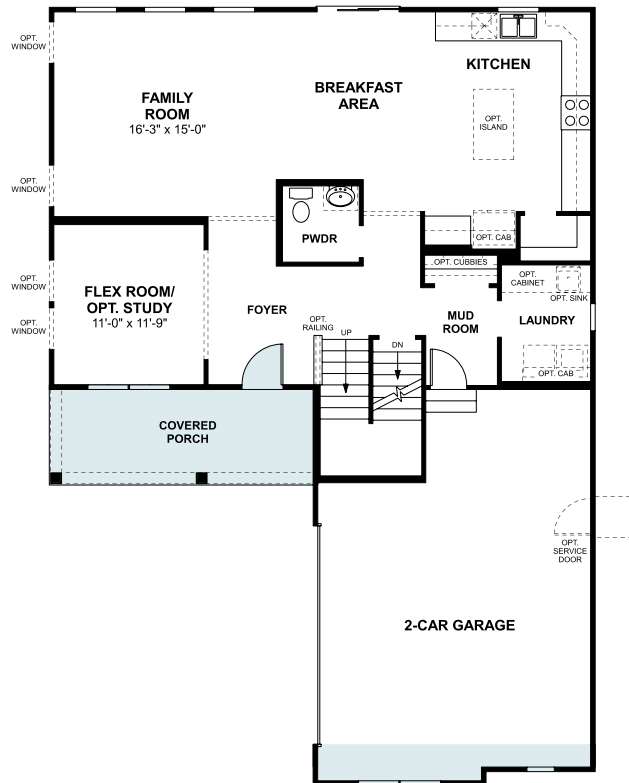 OPT.
WINDOW
KITCHEN
BREAKFAST
AREA
FAMILY
ROOM
16'-3" x 15'-0"
OPT.
ISLAND
OPT.
WINDOW
PWDR
OPT. CAB
OPT. CUBBIES
OPT.
WINDOW
OPT.
WINDOW
FLEX ROOM/
OPT. STUDY
11'-0" x 11'-9"
FOYER
OPT.
RAILING
UP
DN
MUD
ROOM
OPT.
CABINET
OPT. SINK
LAUNDRY
OPT. CAB
COVERED
PORCH
OPT.
SERVICE
DOOR
2-CAR GARAGE